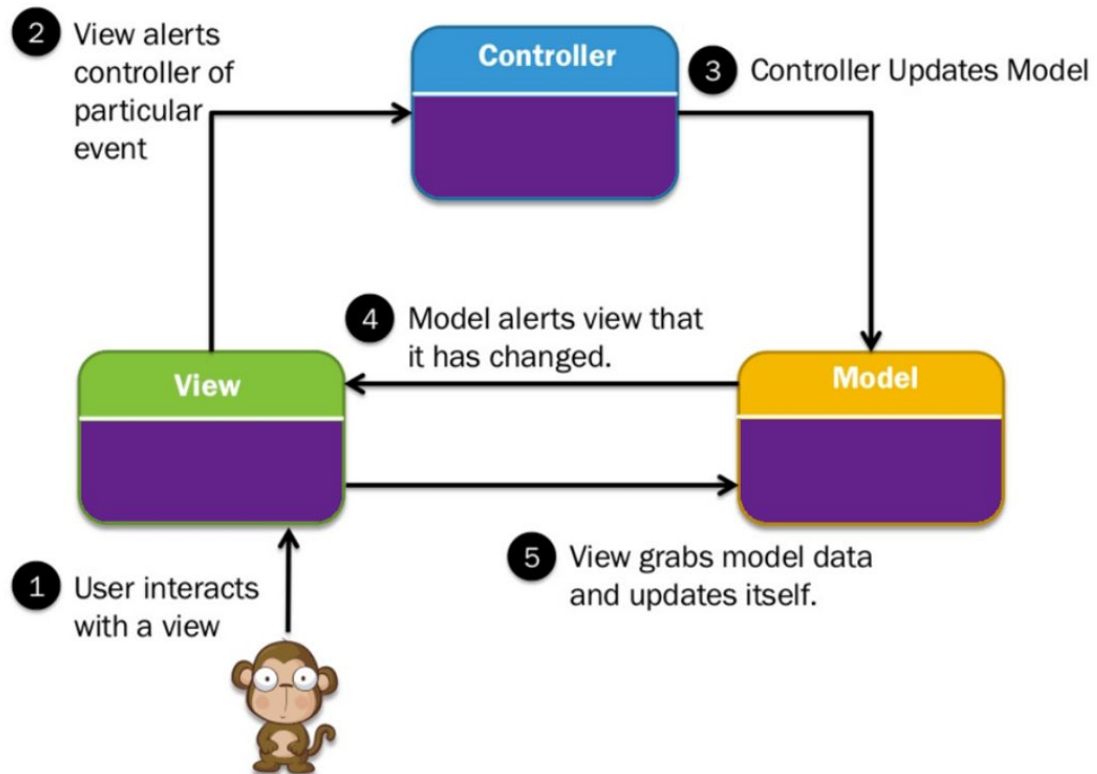 2 View alerts
controller of
particular
event
Controller
3 Controller Updates Model
4 Model alerts view that
it has changed.
View
Model
5 View grabs model data
and updates itself.
1 User interacts
with a view